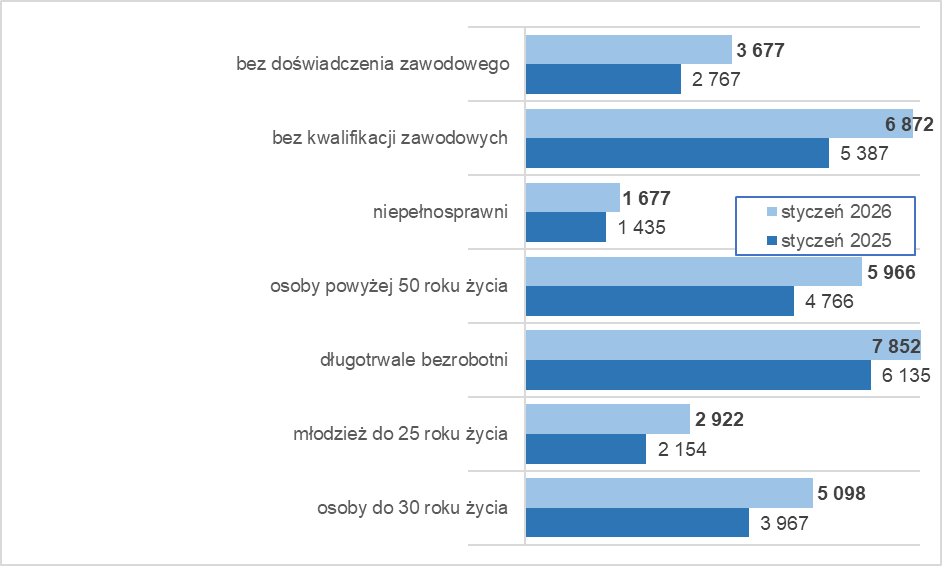 bez doświadczenia zawodowego
3 677
2 767
bez kwalifikacji zawodowych
6 872
5 387
niepełnosprawni
1 677
1 435
styczeń 2026
styczeń 2025
osoby powyżej 50 roku życia
5 966
4 766
długotrwale bezrobotni
7 852
6 135
młodzież do 25 roku życia
2 922
2 154
osoby do 30 roku życia
5 098
3 967